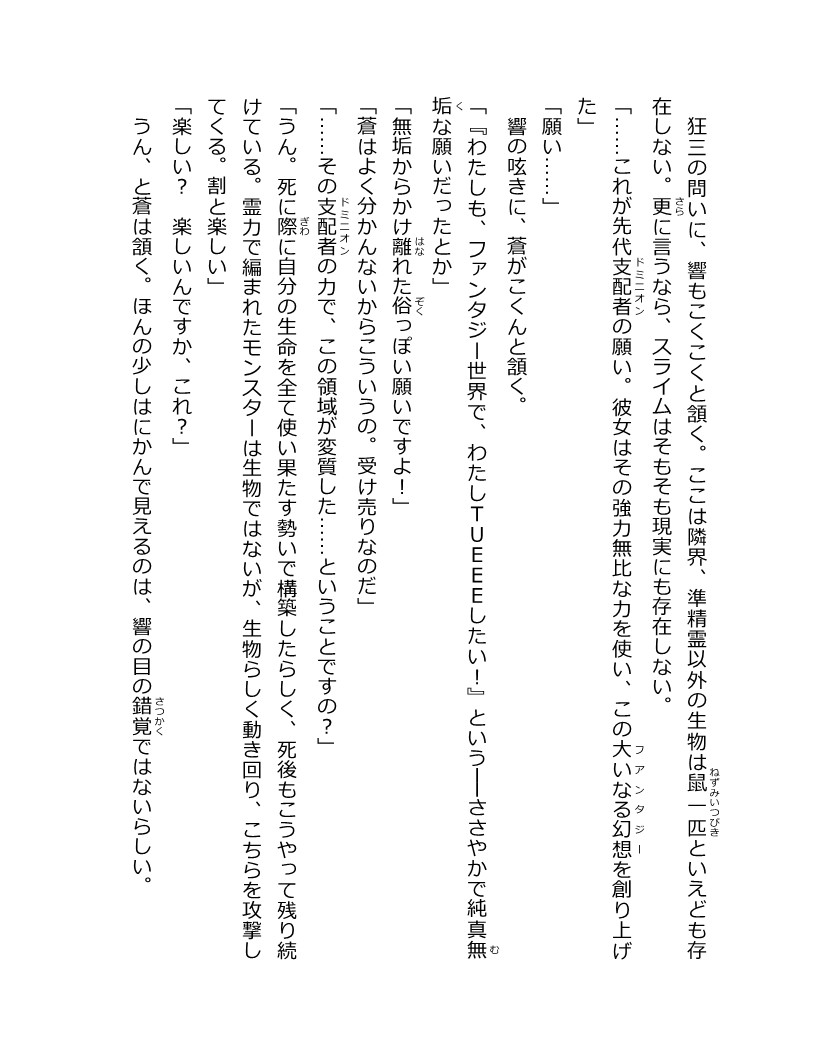 狂三の問いに、響もこくこくと頷く。ここは隣界、準精霊以外の生物は鼠一匹といえども存
在しない。更に言うなら、スライムはそもそも現実にも存在しない。
「……これが先代支配者の願い。彼女はその強力無比な力を使い、この大いなる幻想を創り上げ
た」
「願い……」
響の呟きに、蒼がこくんと頷く。
「『わたしも、ファンタジー世界で、わたしTUEEEしたい！』という──ささやかで純真無
垢な願いだったとか」
「無垢からかけ離れた俗っぽい願いですよ！」
「蒼はよく分かんないからこういうの。受け売りなのだ」
「……その支配者の力で、この領域が変質した……ということですの？」
「うん。死に際に自分の生命を全て使い果たす勢いで構築したらしく、死後もこうやって残り続
けている。霊力で編まれたモンスターは生物ではないが、生物らしく動き回り、こちらを攻撃し
てくる。割と楽しい」
「楽しい？　楽しいんですか、これ？」
うん、と蒼は頷く。ほんの少しはにかんで見えるのは、響の目の錯覚ではないらしい。